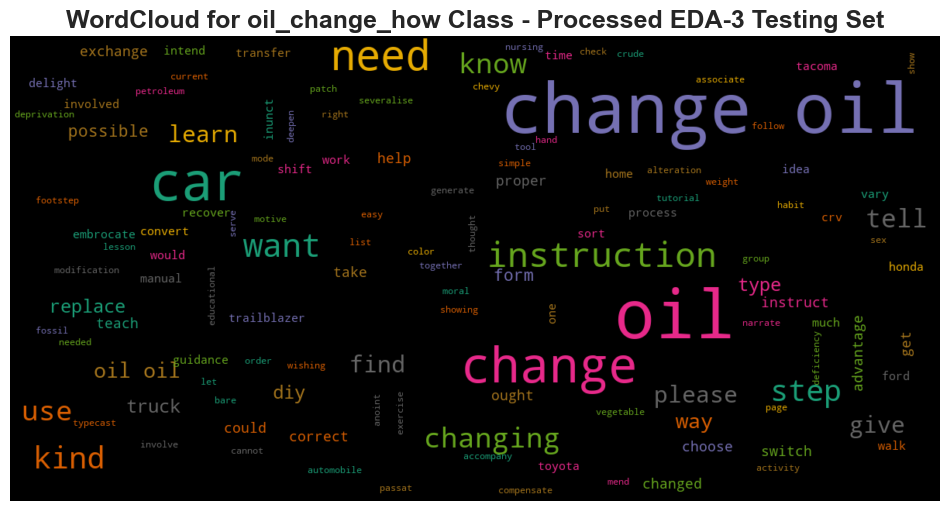 WordCloud for oil_change_how Class - Processed EDA-3 Testing Set
exchange intend transfer need know nursing time check crude show
delight current petroleum patch chevy associate tacoma
deprivation involved inunct deepen severalise right change oil
possible learn tool hand follow
mode shift work help simple proper home alteration weight idea
footstep car generate tutorial vary
recover serve motive easy put process habit crv tell
embrocate convert lesson want list color thought sort sex
modification would manual educational take together instruction form group honda
replace moral type instruct
fossil teach trailblazer showing one oil narrate much advantage get
needed guidance order wishing find change deficiency ford
oil oil let bare diy ought please step page
use truck anoint exercise vegetable way give
typecast could correct changing choose switch walk
kind involve cannot accompany toyota activity
automobile passat compensate mend changed